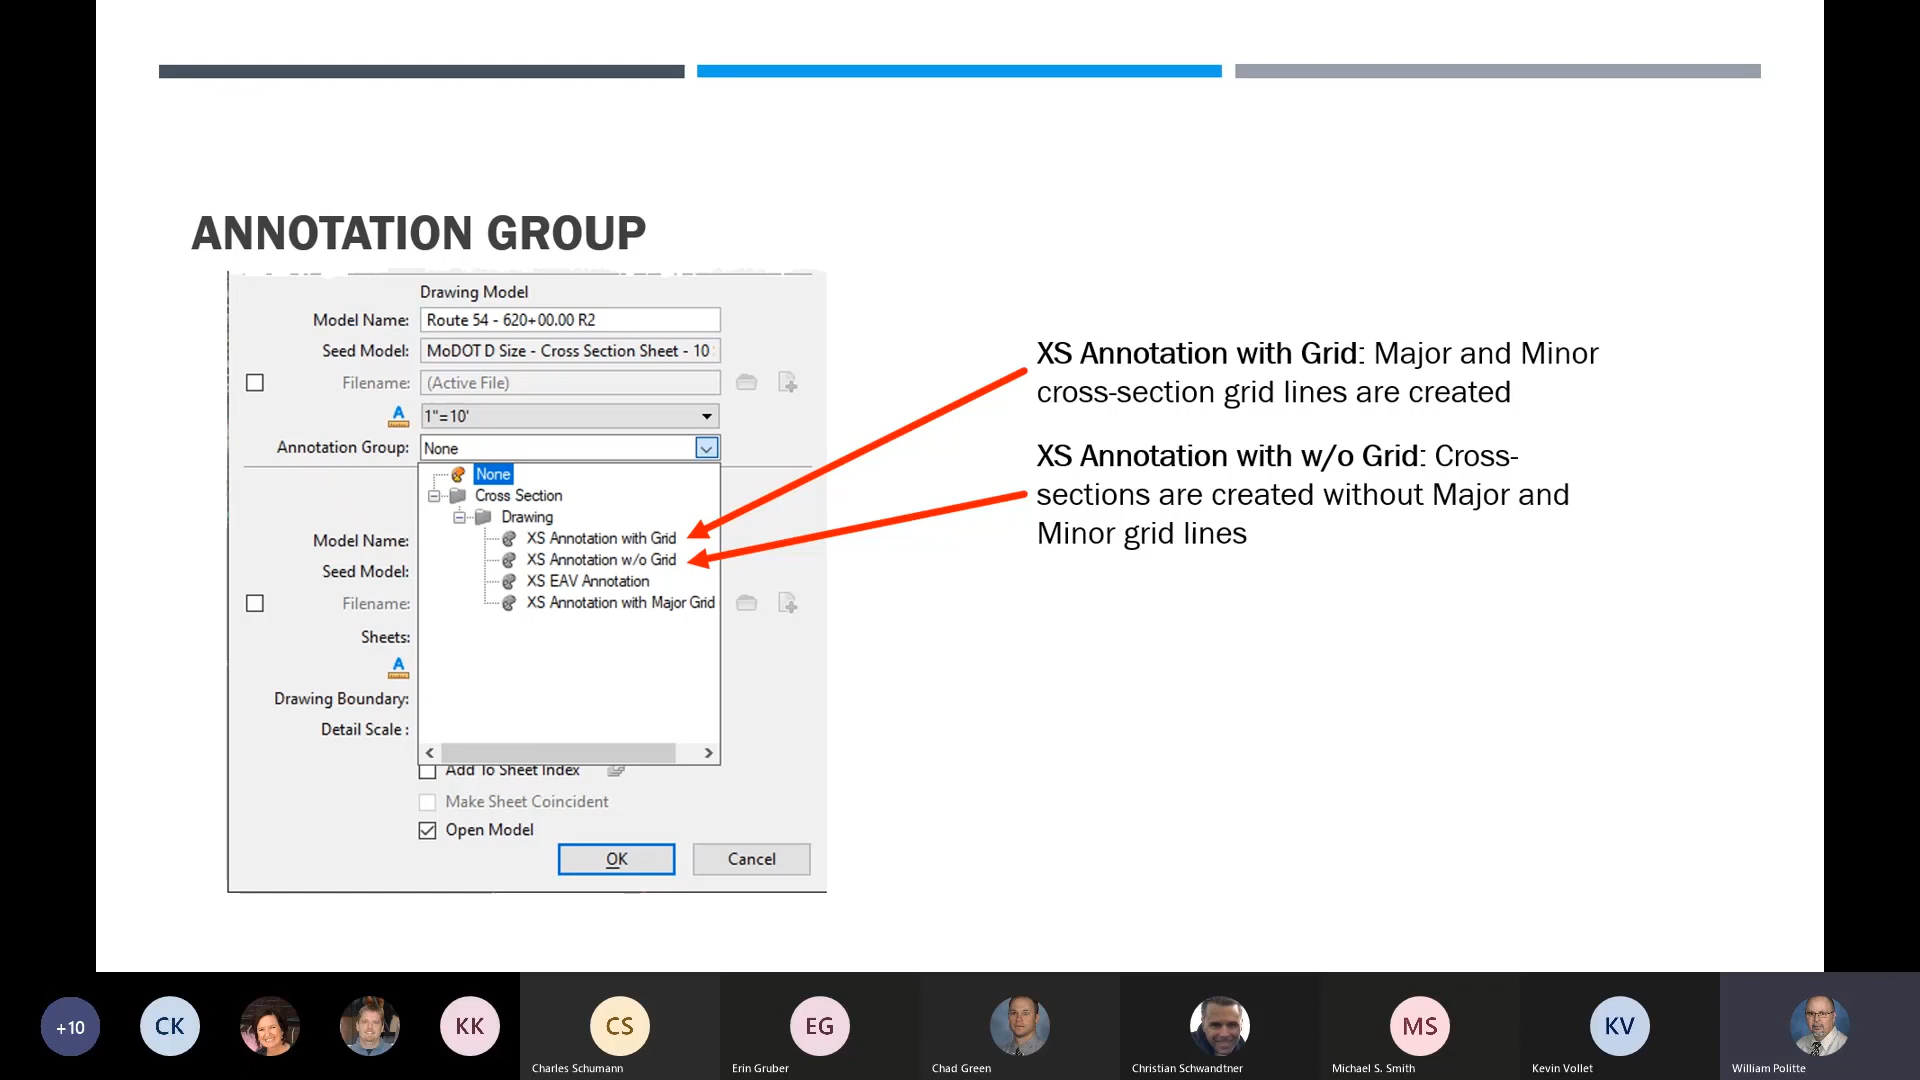 ANNOTATION GROUP
Drawing Model
Model Name: Route 54 - 620+00.00 R2
Seed Model: MoDOT D Size - Cross Section Sheet - 10
Filename: (Active File)
A 1"=10'
Annotation Group: None
None
Cross Section
Drawing
XS Annotation with Grid
XS Annotation w/o Grid
XS EAV Annotation
XS Annotation with Major Grid
Model Name:
Seed Model:
Filename:
Sheets:
A
Drawing Boundary:
Detail Scale :
Add To Sheet Index
Make Sheet Coincident
Open Model
OK Cancel
XS Annotation with Grid: Major and Minor
cross-section grid lines are created
XS Annotation with w/o Grid: Cross-
sections are created without Major and
Minor grid lines
+10 CK KK CS EG MS KV
Charles Schumann Erin Gruber Chad Green Christian Schwandtner Michael S. Smith Kevin Vollet William Politte